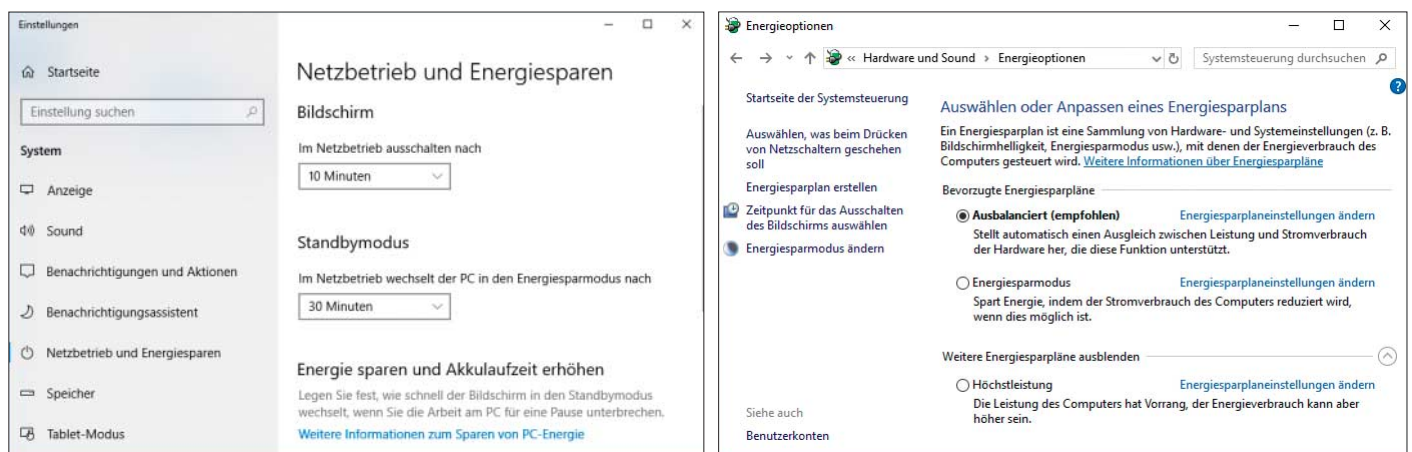 Einstellungen
Startseite
Einstellung suchen
System
Anzeige
Sound
Benachrichtigungen und Aktionen
Benachrichtigungsassistent
Netzbetrieb und Energiesparen
Speicher
Tablet-Modus
Netzbetrieb und Energiesparen
Bildschirm
Im Netzbetrieb ausschalten nach
10 Minuten
Standbymodus
Im Netzbetrieb wechselt der PC in den Energiesparmodus nach
30 Minuten
Energie sparen und Akkulaufzeit erhöhen
Legen Sie fest, wie schnell der Bildschirm in den Standbymodus
wechselt, wenn Sie die Arbeit am PC für eine Pause unterbrechen.
Weitere Informationen zum Sparen von PC-Energie
Energieoptionen
« Hardware und Sound › Energieoptionen
Systemsteuerung durchsuchen
Startseite der Systemsteuerung
Auswählen, was beim Drücken
von Netzschaltern geschehen
soll
Energiesparplan erstellen
Zeitpunkt für das Ausschalten
des Bildschirms auswählen
Energiesparmodus ändern
Siehe auch
Benutzerkonten
Auswählen oder Anpassen eines Energiesparplans
Ein Energiesparplan ist eine Sammlung von Hardware- und Systemeinstellungen (z. B.
Bildschirmhelligkeit, Energiesparmodus usw.), mit denen der Energieverbrauch des
Computers gesteuert wird. Weitere Informationen über Energiesparpläne
Bevorzugte Energiesparpläne
Ausbalanciert (empfohlen) Energiesparplaneinstellungen ändern
Stellt automatisch einen Ausgleich zwischen Leistung und Stromverbrauch
der Hardware her, die diese Funktion unterstützt.
Energiesparmodus Energiesparplaneinstellungen ändern
Spart Energie, indem der Stromverbrauch des Computers reduziert wird,
wenn dies möglich ist.
Weitere Energiesparpläne ausblenden
Höchstleistung Energiesparplaneinstellungen ändern
Die Leistung des Computers hat Vorrang, der Energieverbrauch kann aber
höher sein.